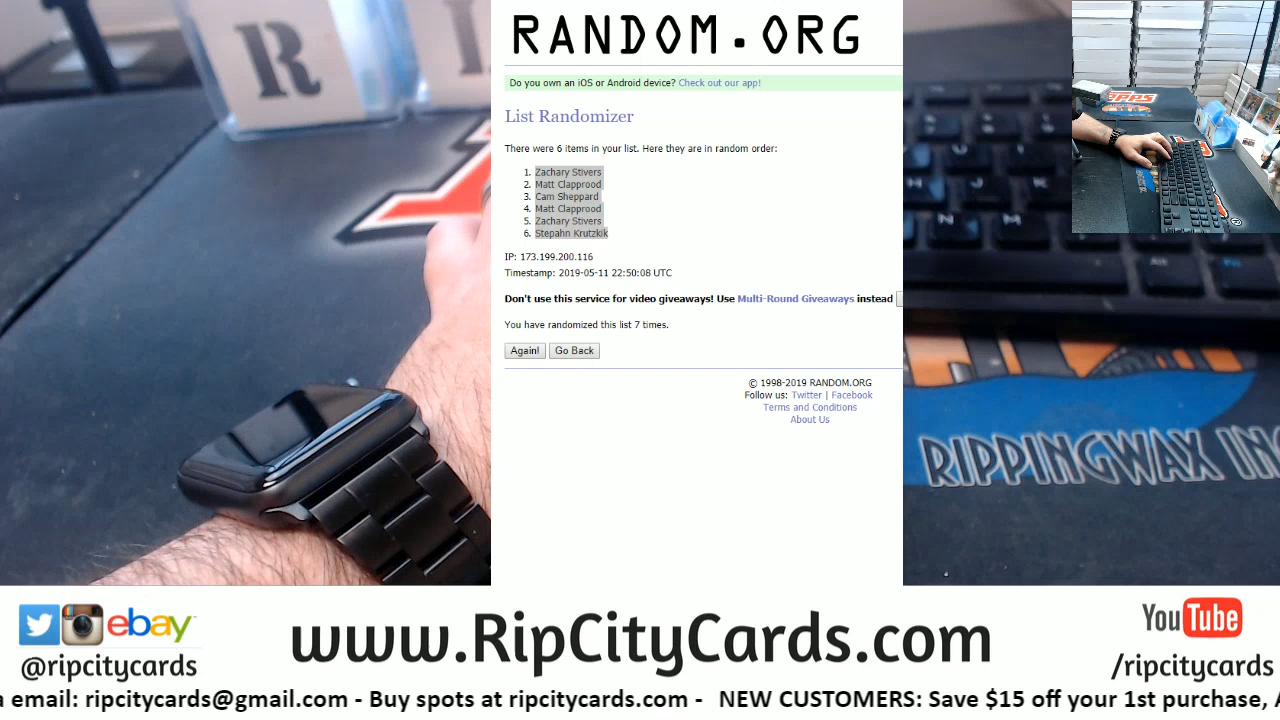 R
RANDOM.ORG
Do you own an iOS or Android device? Check out our app!
List Randomizer
There were 6 items in your list. Here they are in random order:
1. Zachary Stivers
2. Matt Clapprood
3. Cam Sheppard
4. Matt Clapprood
5. Zachary Stivers
6. Stepahn Krutzkik
IP: 173.199.200.116
Timestamp: 2019-05-11 22:50:08 UTC
Don't use this service for video giveaways! Use Multi-Round Giveaways instead
You have randomized this list 7 times.
Again! Go Back
© 1998-2019 RANDOM.ORG
Follow us: Twitter | Facebook
Terms and Conditions
About Us
RIPPINGWAX IN
ebay
@ripcitycards
www.RipCityCards.com
YouTube
/ripcitycards
a email: ripcitycards@gmail.com - Buy spots at ripcitycards.com - NEW CUSTOMERS: Save $15 off your 1st purchase,